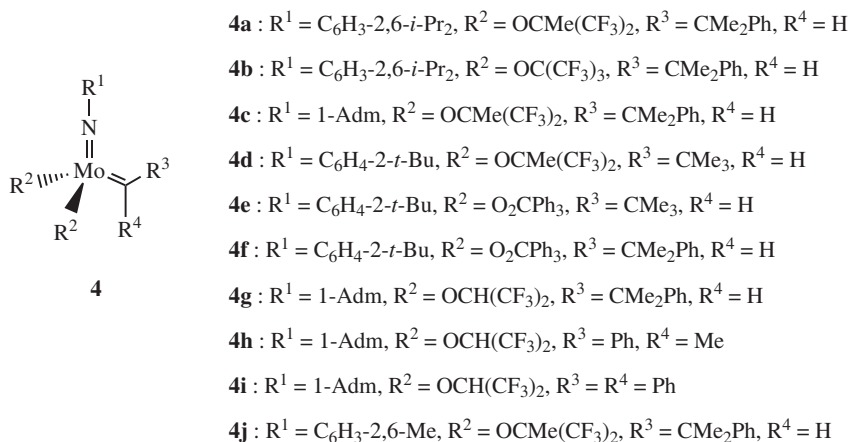 4a : R¹ = C₆H₃-2,6-i-Pr₂, R² = OCMe(CF₃)₂, R³ = CMe₂Ph, R⁴ = H
4b : R¹ = C₆H₃-2,6-i-Pr₂, R² = OC(CF₃)₃, R³ = CMe₂Ph, R⁴ = H
4c : R¹ = 1-Adm, R² = OCMe(CF₃)₂, R³ = CMe₂Ph, R⁴ = H
4d : R¹ = C₆H₄-2-t-Bu, R² = OCMe(CF₃)₂, R³ = CMe₃, R⁴ = H
4e : R¹ = C₆H₄-2-t-Bu, R² = O₂CPh₃, R³ = CMe₃, R⁴ = H
4f : R¹ = C₆H₄-2-t-Bu, R² = O₂CPh₃, R³ = CMe₂Ph, R⁴ = H
4g : R¹ = 1-Adm, R² = OCH(CF₃)₂, R³ = CMe₂Ph, R⁴ = H
4h : R¹ = 1-Adm, R² = OCH(CF₃)₂, R³ = Ph, R⁴ = Me
4i : R¹ = 1-Adm, R² = OCH(CF₃)₂, R³ = R⁴ = Ph
4j : R¹ = C₆H₃-2,6-Me, R² = OCMe(CF₃)₂, R³ = CMe₂Ph, R⁴ = H
R¹
N
R² Mo R³
R² R⁴
4